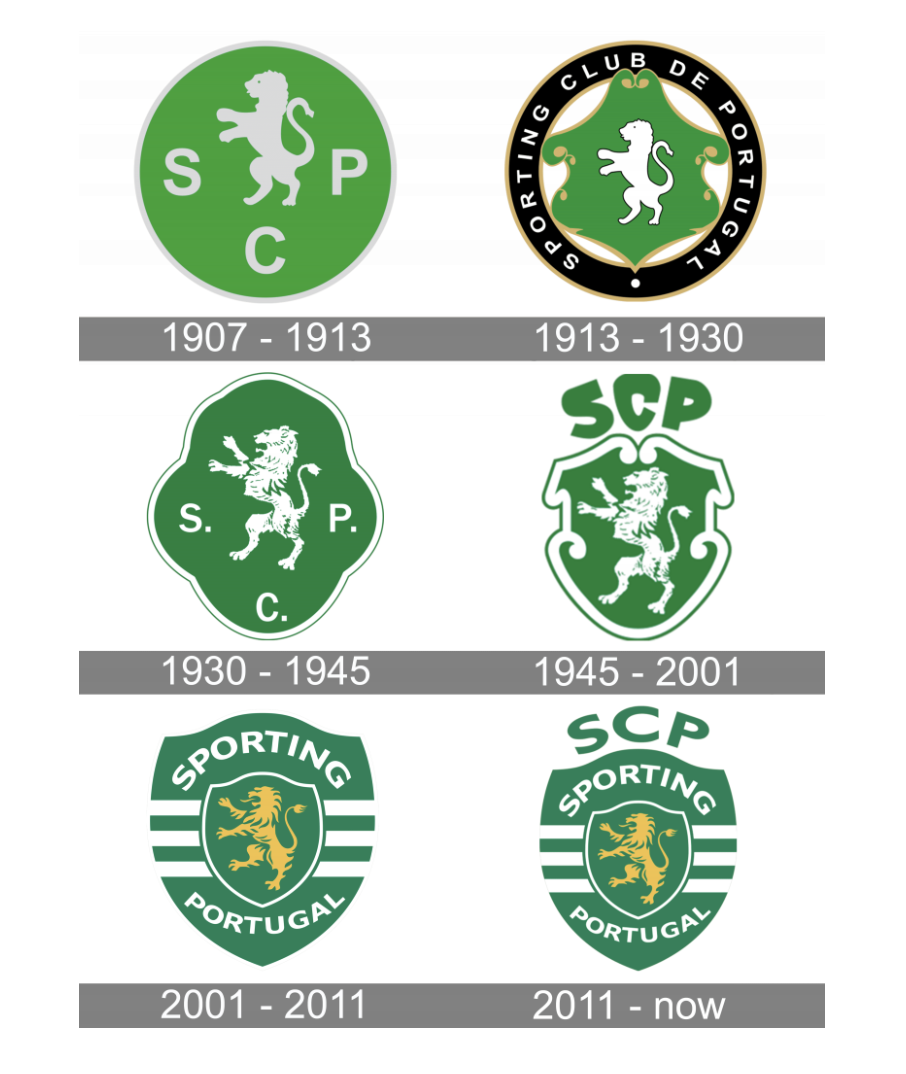 S P
C
SPORTING CLUB DE PORTUGAL
1907 - 1913
1913 - 1930
S. P.
C.
SCP
1930 - 1945
1945 - 2001
SPORTING
PORTUGAL
SCP
SPORTING
PORTUGAL
2001 - 2011
2011 - now